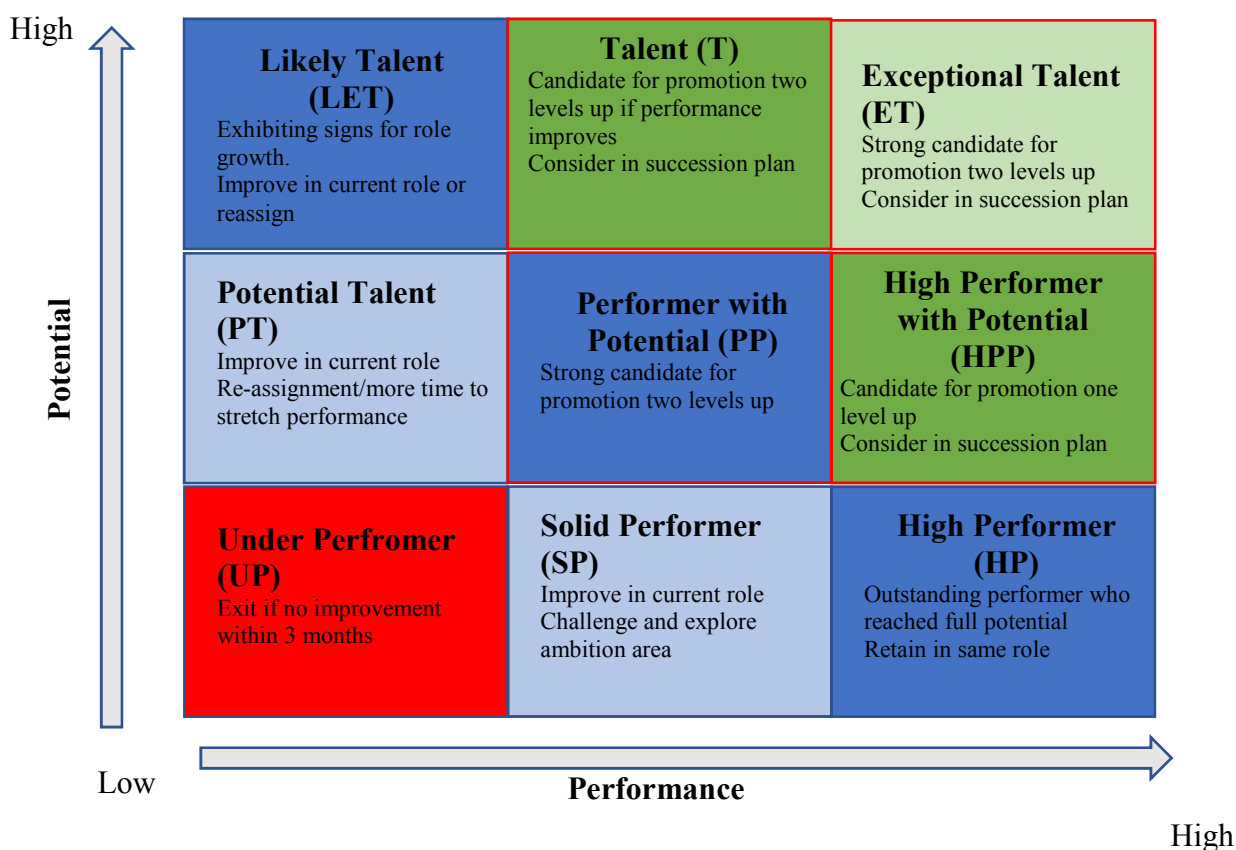 High
Likely Talent
(LET)
Exhibiting signs for role
growth.
Improve in current role or
reassign
Talent (T)
Candidate for promotion two
levels up if performance
improves
Consider in succession plan
Exceptional Talent
(ET)
Strong candidate for
promotion two levels up
Consider in succession plan
Potential
Potential Talent
(PT)
Improve in current role
Re-assignment/more time to
stretch performance
Performer with
Potential (PP)
Strong candidate for
promotion two levels up
High Performer
with Potential
(HPP)
Candidate for promotion one
level up
Consider in succession plan
Under Perfromer
(UP)
Exit if no improvement
within 3 months
Solid Performer
(SP)
Improve in current role
Challenge and explore
ambition area
High Performer
(HP)
Outstanding performer who
reached full potential
Retain in same role
Low
Performance
High